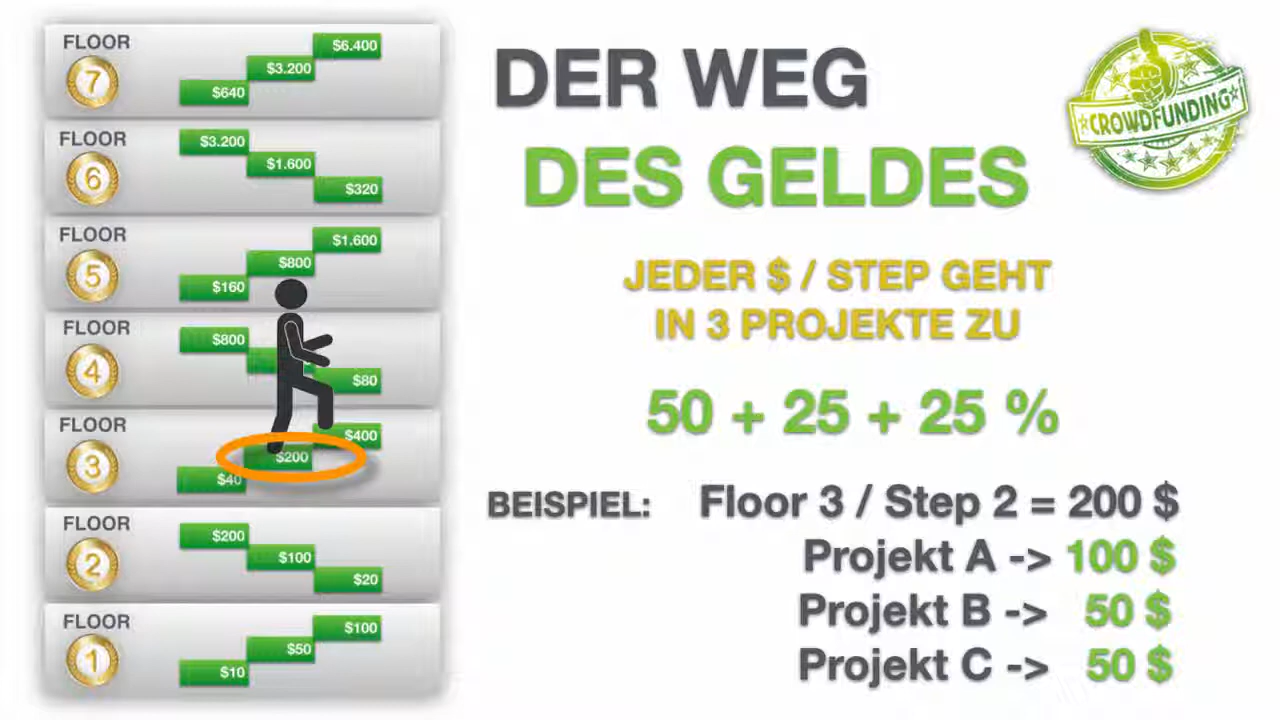 FLOOR
7
$640
$3.200
$6.400
FLOOR
6
$3.200
$1.600
$320
FLOOR
5
$160
$800
$1.600
FLOOR
4
$800
$80
FLOOR
3
$40
$200
$400
FLOOR
2
$200
$100
$20
FLOOR
1
$10
$50
$100
DER WEG
DES GELDES
CROWDFUNDING
JEDER $ / STEP GEHT
IN 3 PROJEKTE ZU
50 + 25 + 25 %
BEISPIEL: Floor 3 / Step 2 = 200 $
Projekt A -> 100 $
Projekt B -> 50 $
Projekt C -> 50 $